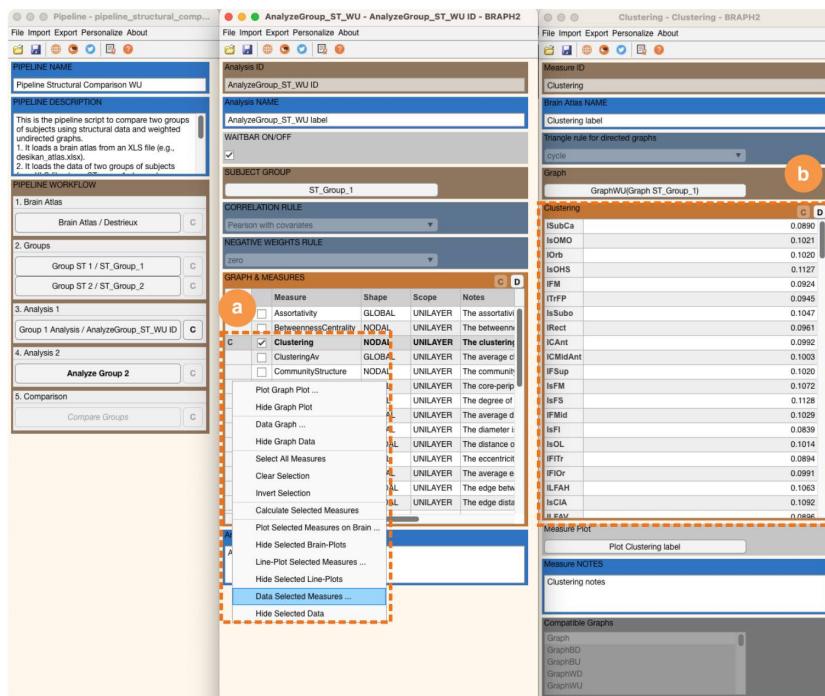 Pipeline - pipeline_structural_comp...
File Import Export Personalize About
PIPELINE NAME
Pipeline Structural Comparison WU
PIPELINE DESCRIPTION
This is the pipeline script to compare two groups
of subjects using structural data and weighted
undirected graphs.
1. It loads a brain atlas from an XLS file (e.g.,
desikan_atlas.xlsx).
2. It loads the data of two groups of subjects
PIPELINE WORKFLOW
1. Brain Atlas
Brain Atlas / Destrieux C
2. Groups
Group ST 1 / ST_Group_1 C
Group ST 2 / ST_Group_2 C
3. Analysis 1
Group 1 Analysis / AnalyzeGroup_ST_WU ID C
4. Analysis 2
Analyze Group 2 C
5. Comparison
Compare Groups C
AnalyzeGroup_ST_WU - AnalyzeGroup_ST_WU ID - BRAPH2
File Import Export Personalize About
Analysis ID
AnalyzeGroup_ST_WU ID
Analysis NAME
AnalyzeGroup_ST_WU label
WAITBAR ON/OFF
SUBJECT GROUP
ST_Group_1
CORRELATION RULE
Pearson with covariates
NEGATIVE WEIGHTS RULE
zero
GRAPH & MEASURES C D
a
Measure Shape Scope Notes
Assortativity GLOBAL UNILAYER The assortativi
BetweennessCentrality NODAL UNILAYER The betweenne
C Clustering NODAL UNILAYER The clustering
ClusteringAv GLOBAL UNILAYER The average cl
CommunityStructure NODAL UNILAYER The community
UNILAYER The core-perip
UNILAYER The degree of
UNILAYER The average d
UNILAYER The diameter i
UNILAYER The distance o
UNILAYER The eccentricit
UNILAYER The average e
UNILAYER The edge betw
UNILAYER The edge dista
Plot Graph Plot ...
Hide Graph Plot
Data Graph ...
Hide Graph Data
Select All Measures
Clear Selection
Invert Selection
Calculate Selected Measures
Plot Selected Measures on Brain ...
Hide Selected Brain-Plots
Line-Plot Selected Measures ...
Hide Selected Line-Plots
Data Selected Measures ...
Hide Selected Data
Clustering - Clustering - BRAPH2
File Import Export Personalize About
Measure ID
Clustering
Brain Atlas NAME
Clustering label
Triangle rule for directed graphs
cycle
Graph
b
GraphWU(Graph ST_Group_1)
Clustering C D
lSubCa 0.0890
lsOMO 0.1021
lOrb 0.1020
lsOHS 0.1127
lFM 0.0924
lTrFP 0.0945
lsSubo 0.1047
lRect 0.0961
lCAnt 0.0992
lCMidAnt 0.1003
lFSup 0.1020
lsFM 0.1072
lsFS 0.1128
lFMid 0.1029
lsFI 0.0839
lsOL 0.1014
lFITr 0.0894
lFIOr 0.0991
lLFAH 0.1063
lsCIA 0.1092
lLFAV 0.0896
Measure Plot
Plot Clustering label
Measure NOTES
Clustering notes
Compatible Graphs
Graph
GraphBD
GraphBU
GraphWD
GraphWU